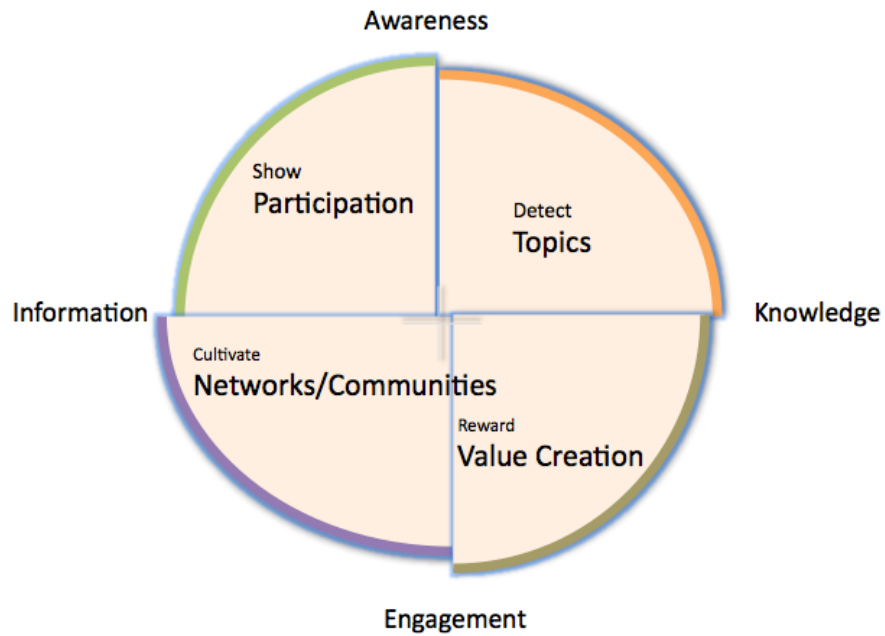 Awareness
Show
Participation
Detect
Topics
Information
Knowledge
Cultivate
Networks/Communities
Reward
Value Creation
Engagement